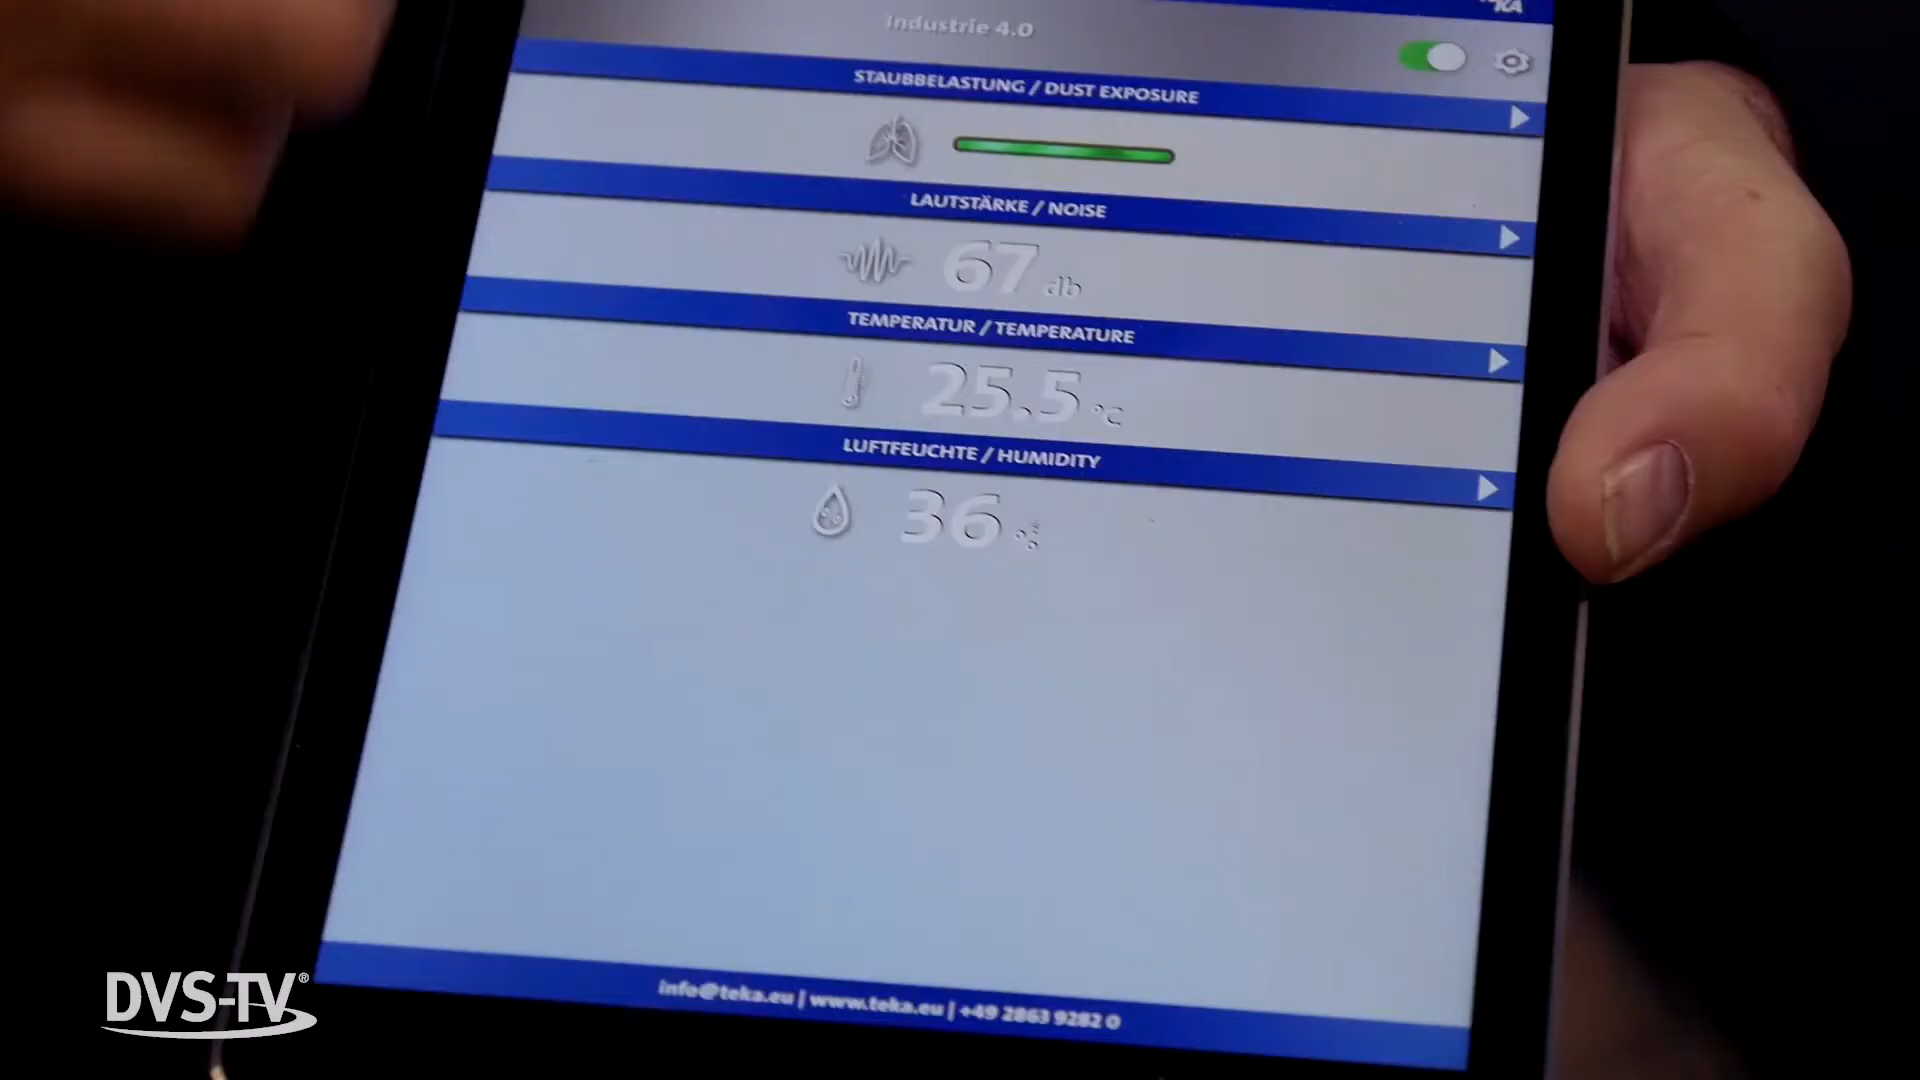 Industrie 4.0
STAUBBELASTUNG / DUST EXPOSURE
LAUTSTÄRKE / NOISE
67 db
TEMPERATUR / TEMPERATURE
25.5 °C
LUFTFEUCHTE / HUMIDITY
36 %
info@teka.eu | www.teka.eu | +49 2863 9282 0
DVS-TV®